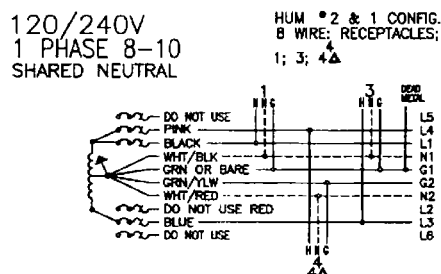 120/240V
1 PHASE 8-10
SHARED NEUTRAL
HUM #2 & 1 CONFIG.
8 WIRE; RECEPTACLES;
1; 3; 4 4Δ
1
3
DEAD METAL
H N G
H N G
DO NOT USE L5
PINK L4
BLACK L1
WHT/BLK N1
GRN OR BARE G1
GRN/YLW G2
WHT/RED N2
DO NOT USE RED L2
BLUE L3
DO NOT USE L6
H N G
4
4Δ